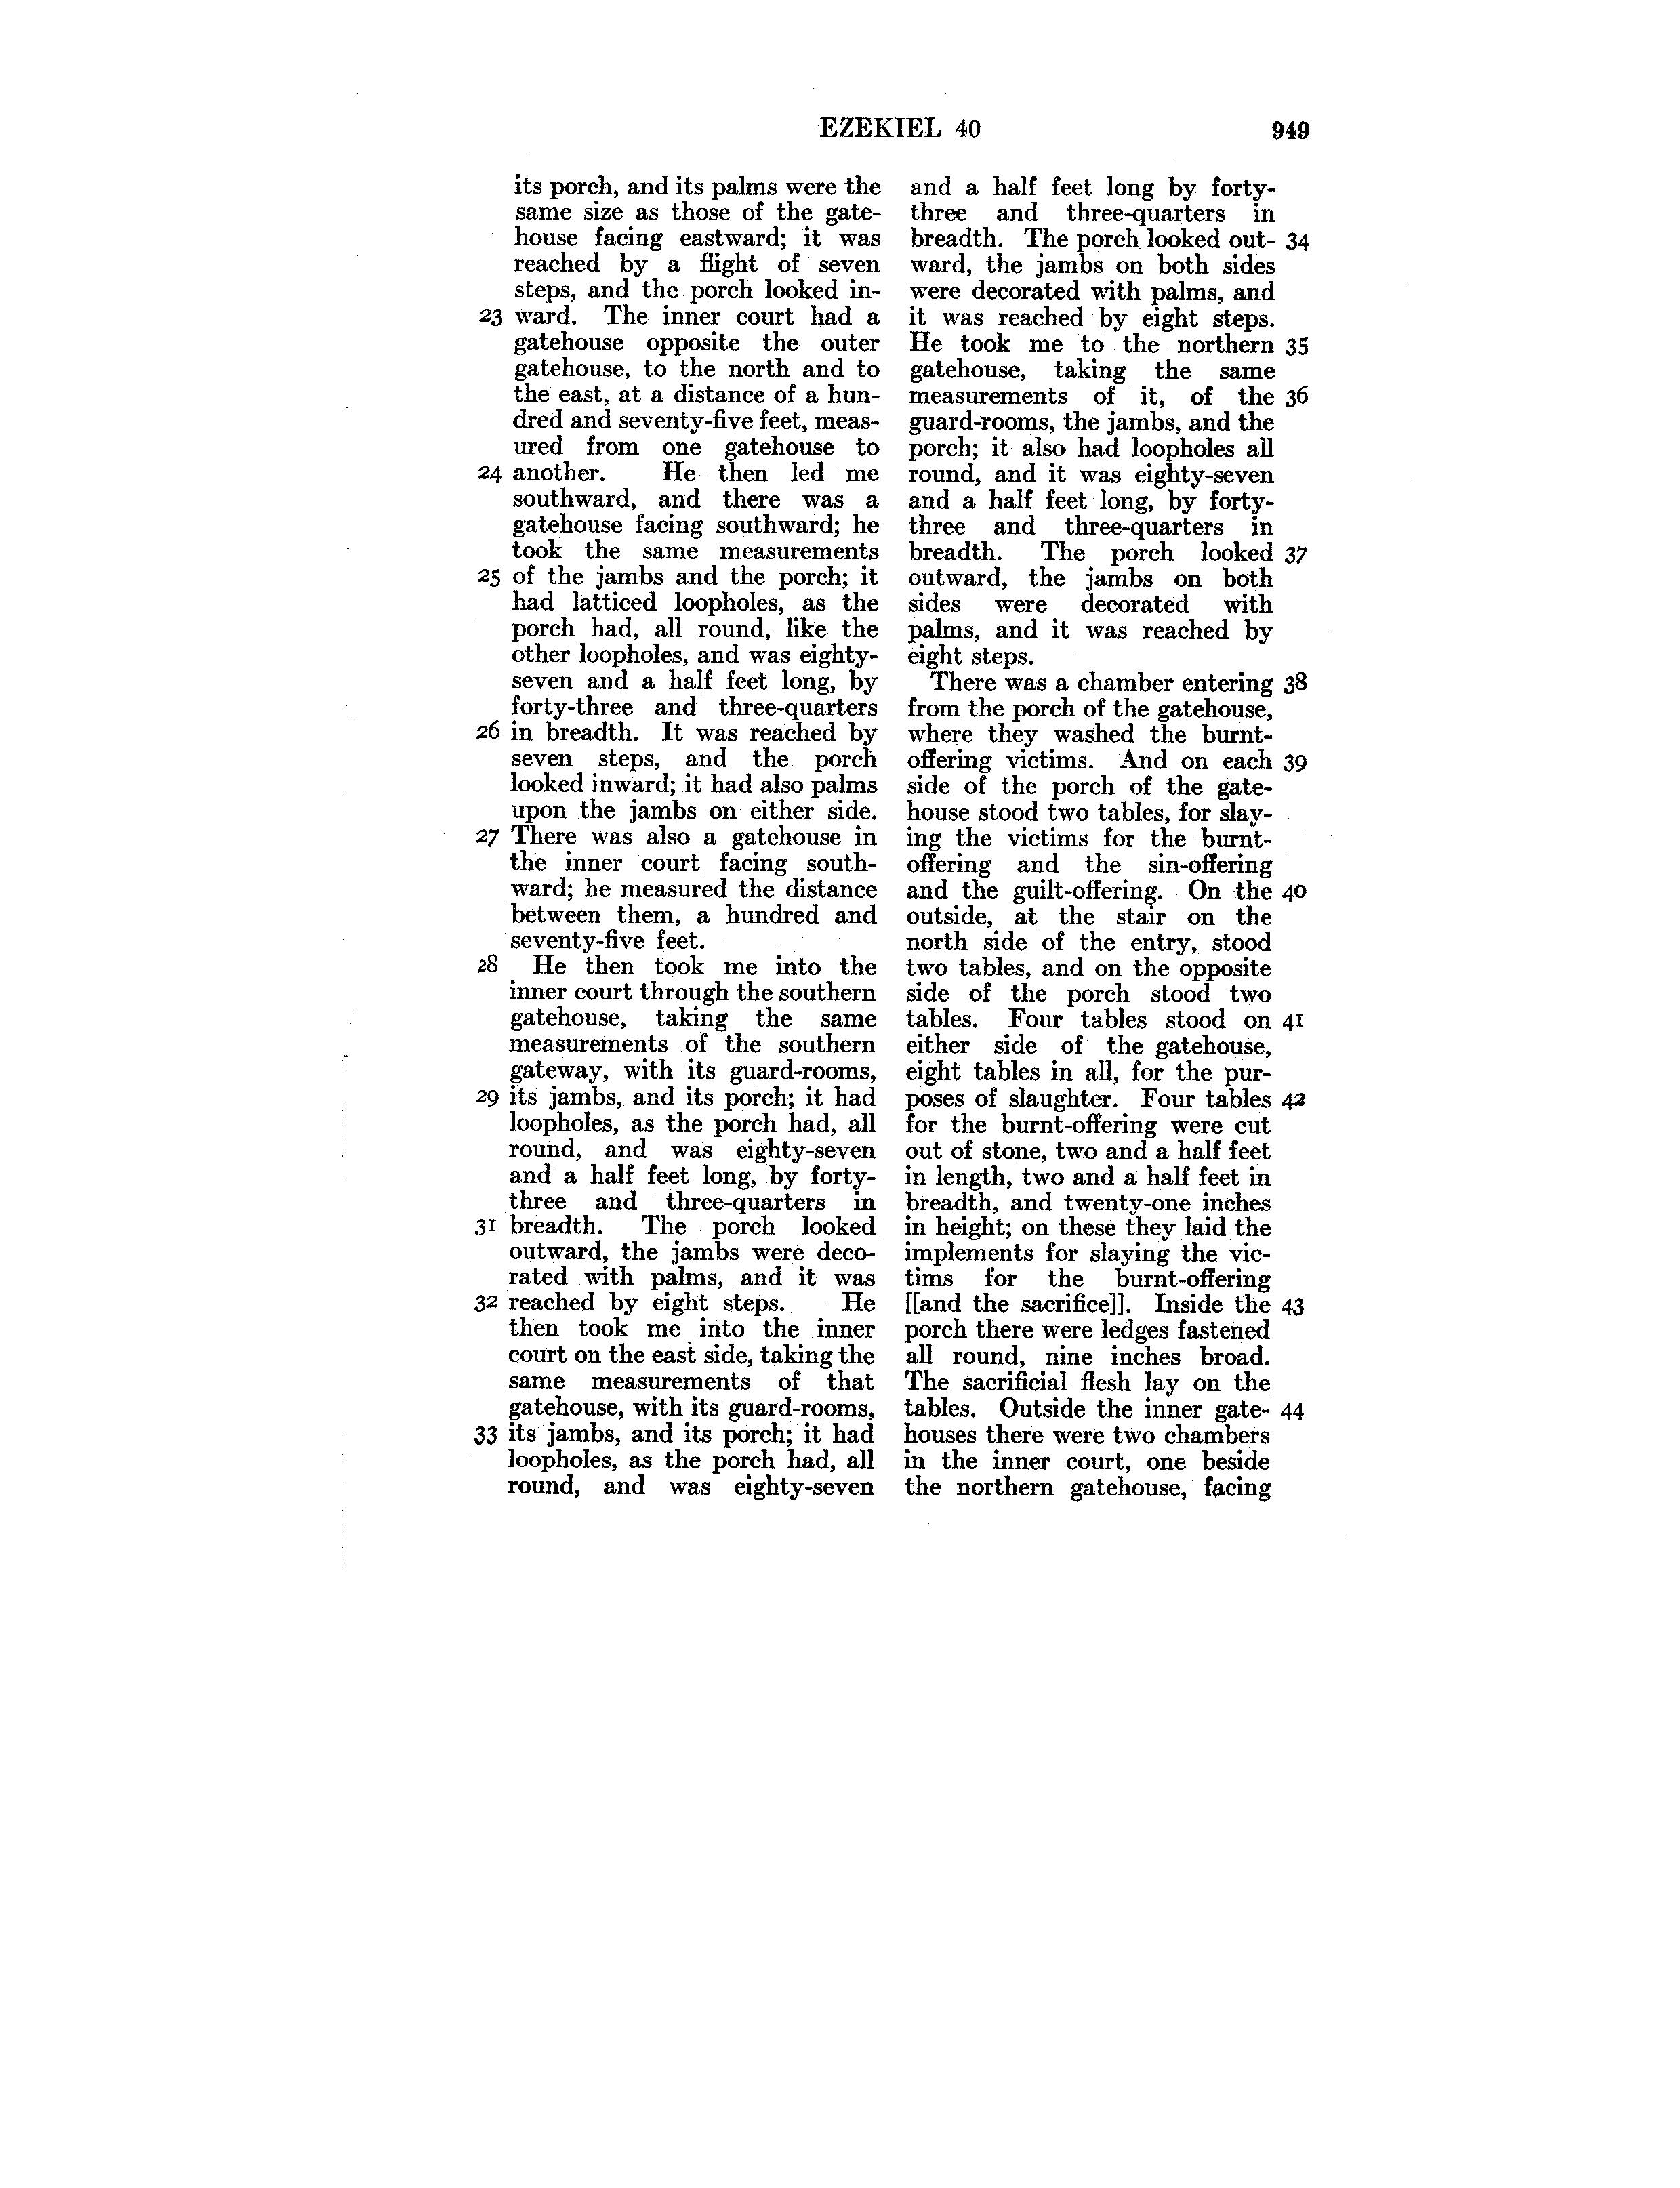 EZEKIEL 40 949
its porch, and its palms were the
same size as those of the gate-
house facing eastward; it was
reached by a flight of seven
steps, and the porch looked in-
23 ward. The inner court had a
gatehouse opposite the outer
gatehouse, to the north and to
the east, at a distance of a hun-
dred and seventy-five feet, meas-
ured from one gatehouse to
24 another. He then led me
southward, and there was a
gatehouse facing southward; he
took the same measurements
25 of the jambs and the porch; it
had latticed loopholes, as the
porch had, all round, like the
other loopholes, and was eighty-
seven and a half feet long, by
forty-three and three-quarters
26 in breadth. It was reached by
seven steps, and the porch
looked inward; it had also palms
upon the jambs on either side.
27 There was also a gatehouse in
the inner court facing south-
ward; he measured the distance
between them, a hundred and
seventy-five feet.
28 He then took me into the
inner court through the southern
gatehouse, taking the same
measurements of the southern
gateway, with its guard-rooms,
29 its jambs, and its porch; it had
loopholes, as the porch had, all
round, and was eighty-seven
and a half feet long, by forty-
three and three-quarters in
31 breadth. The porch looked
outward, the jambs were deco-
rated with palms, and it was
32 reached by eight steps. He
then took me into the inner
court on the east side, taking the
same measurements of that
gatehouse, with its guard-rooms,
33 its jambs, and its porch; it had
loopholes, as the porch had, all
round, and was eighty-seven
and a half feet long by forty-
three and three-quarters in
breadth. The porch looked out- 34
ward, the jambs on both sides
were decorated with palms, and
it was reached by eight steps.
He took me to the northern 35
gatehouse, taking the same
measurements of it, of the 36
guard-rooms, the jambs, and the
porch; it also had loopholes all
round, and it was eighty-seven
and a half feet long, by forty-
three and three-quarters in
breadth. The porch looked 37
outward, the jambs on both
sides were decorated with
palms, and it was reached by
eight steps.
There was a chamber entering 38
from the porch of the gatehouse,
where they washed the burnt-
offering victims. And on each 39
side of the porch of the gate-
house stood two tables, for slay-
ing the victims for the burnt-
offering and the sin-offering
and the guilt-offering. On the 40
outside, at the stair on the
north side of the entry, stood
two tables, and on the opposite
side of the porch stood two
tables. Four tables stood on 41
either side of the gatehouse,
eight tables in all, for the pur-
poses of slaughter. Four tables 42
for the burnt-offering were cut
out of stone, two and a half feet
in length, two and a half feet in
breadth, and twenty-one inches
in height; on these they laid the
implements for slaying the vic-
tims for the burnt-offering
[[and the sacrifice]]. Inside the 43
porch there were ledges fastened
all round, nine inches broad.
The sacrificial flesh lay on the
tables. Outside the inner gate- 44
houses there were two chambers
in the inner court, one beside
the northern gatehouse, facing